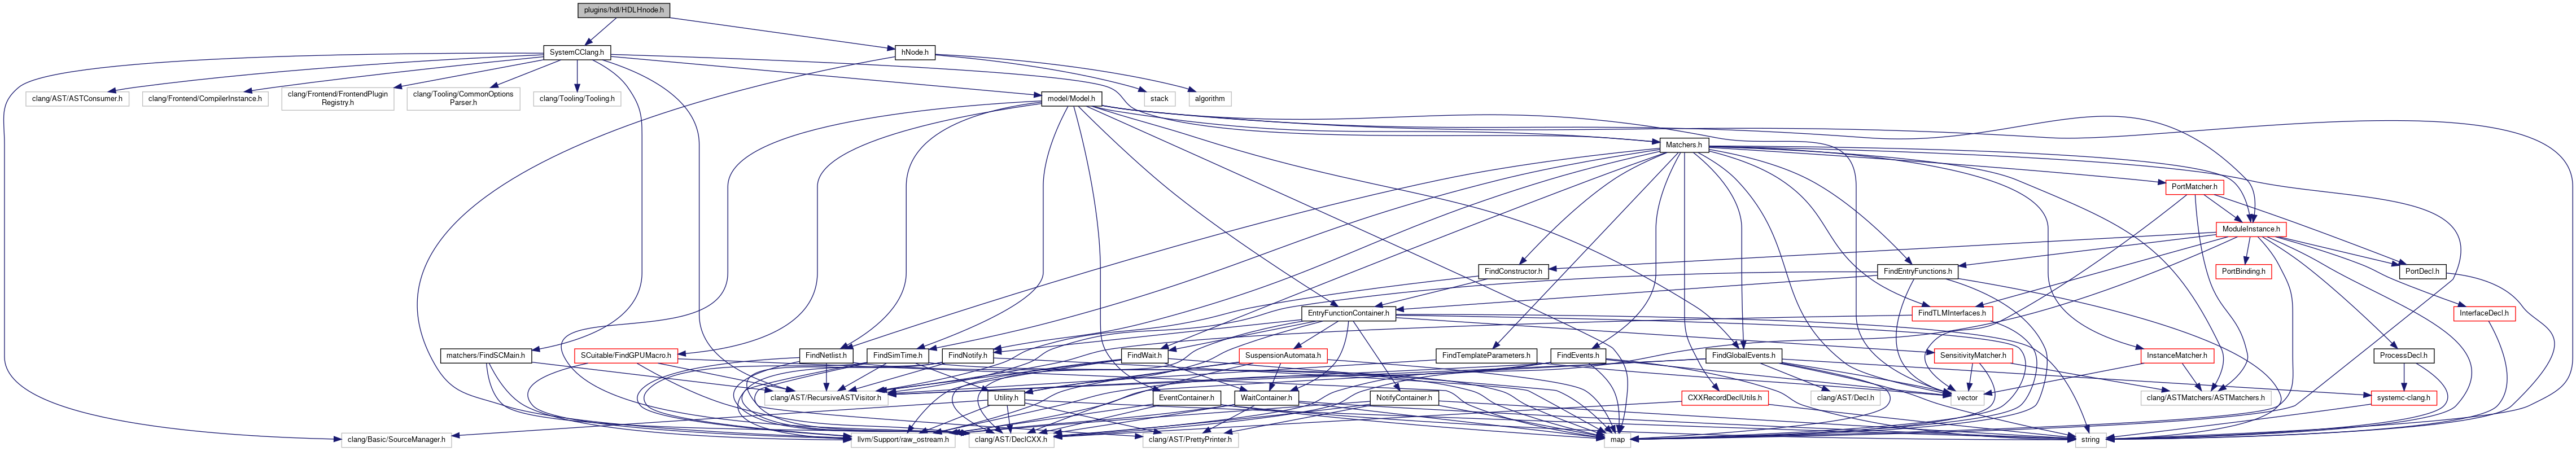 plugins/hdl/HDLHnode.h
SystemCClang.h
hNode.h
clang/AST/ASTConsumer.h
clang/Frontend/CompilerInstance.h
clang/Frontend/FrontendPlugin
Registry.h
clang/Tooling/CommonOptions
Parser.h
clang/Tooling/Tooling.h
model/Model.h
stack
algorithm
Matchers.h
PortMatcher.h
ModuleInstance.h
FindConstructor.h
FindEntryFunctions.h
PortBinding.h
PortDecl.h
EntryFunctionContainer.h
FindTLMInterfaces.h
InterfaceDecl.h
matchers/FindSCMain.h
SCuitable/FindGPUMacro.h
FindNetlist.h
FindSimTime.h
FindNotify.h
FindWait.h
SuspensionAutomata.h
FindTemplateParameters.h
FindEvents.h
FindGlobalEvents.h
SensitivityMatcher.h
InstanceMatcher.h
ProcessDecl.h
clang/AST/RecursiveASTVisitor.h
Utility.h
EventContainer.h
WaitContainer.h
NotifyContainer.h
CXXRecordDeclUtils.h
clang/AST/Decl.h
vector
clang/ASTMatchers/ASTMatchers.h
systemc-clang.h
clang/Basic/SourceManager.h
llvm/Support/raw_ostream.h
clang/AST/DeclCXX.h
clang/AST/PrettyPrinter.h
map
string